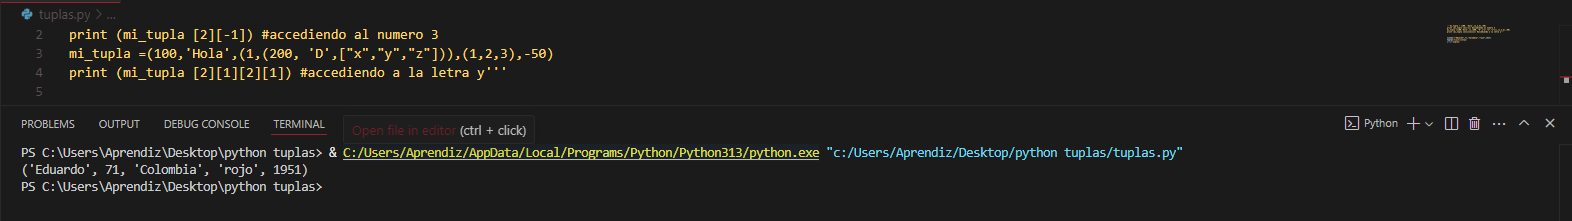 tuplas.py > ...
2 print (mi_tupla [2][-1]) #accediendo al numero 3
3 mi_tupla =(100,'Hola',(1,(200, 'D',["x","y","z"])),(1,2,3),-50)
4 print (mi_tupla [2][1][2][1]) #accediendo a la letra y'''
5
PROBLEMS OUTPUT DEBUG CONSOLE TERMINAL Open file in editor (ctrl + click) Python
PS C:\Users\Aprendiz\Desktop\python tuplas> & C:/Users/Aprendiz/AppData/Local/Programs/Python/Python313/python.exe "c:/Users/Aprendiz/Desktop/python tuplas/tuplas.py"
('Eduardo', 71, 'Colombia', 'rojo', 1951)
PS C:\Users\Aprendiz\Desktop\python tuplas>